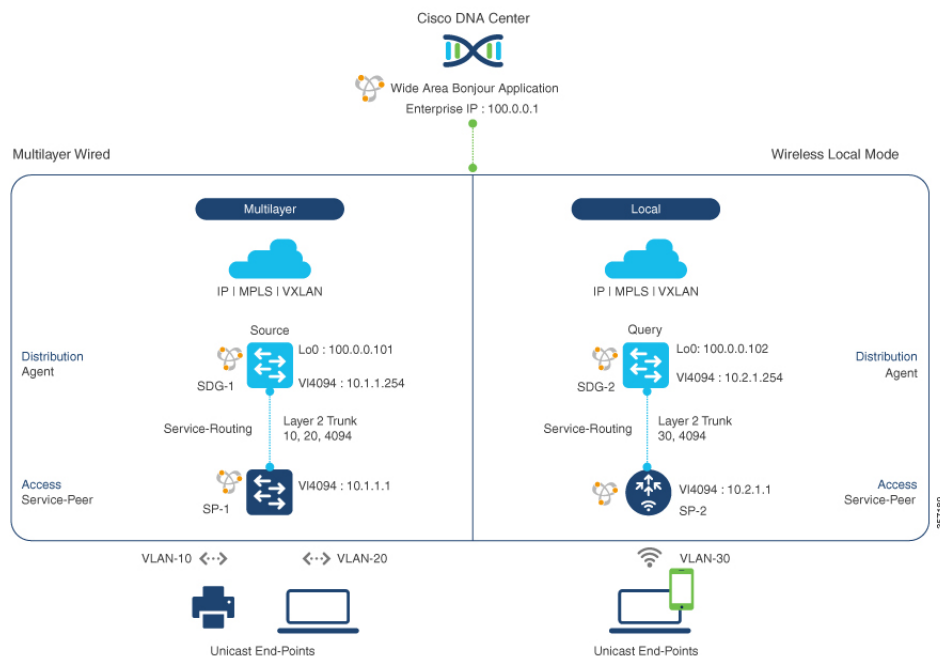 Cisco DNA Center
Wide Area Bonjour Application
Enterprise IP : 100.0.0.1
Multilayer Wired
Wireless Local Mode
Multilayer
Local
IP | MPLS | VXLAN
IP | MPLS | VXLAN
Source
Query
Distribution
Agent
SDG-1
Lo0 : 100.0.0.101
Vl4094 : 10.1.1.254
SDG-2
Lo0: 100.0.0.102
Vl4094 : 10.2.1.254
Distribution
Agent
Service-Routing
Layer 2 Trunk
10, 20, 4094
Service-Routing
Layer 2 Trunk
30, 4094
Access
Service-Peer
SP-1
Vl4094 : 10.1.1.1
Vl4094 : 10.2.1.1
SP-2
Access
Service-Peer
VLAN-10
VLAN-20
VLAN-30
Unicast End-Points
Unicast End-Points